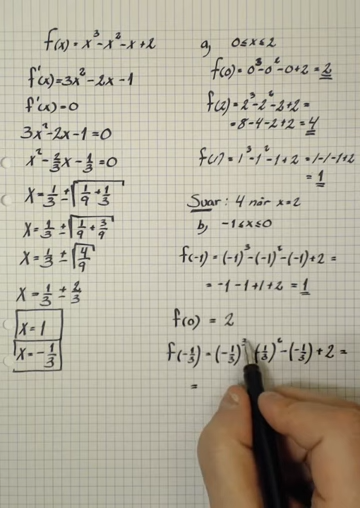 f(x) = x³-x²-x+2
f'(x) = 3x²-2x-1
f'(x) = 0
3x²-2x-1 = 0
x² - 2/3x - 1/3 = 0
x = 1/3 ± √(1/9 + 1/3)
x = 1/3 ± √(1/9 + 3/9)
x = 1/3 ± √(4/9)
x = 1/3 ± 2/3
x = 1
x = -1/3
a) 0≤x≤2
f(0) = 0³-0²-0+2 = 2
f(2) = 2³-2²-2+2 =
= 8-4-2+2 = 4
f(1) = 1³-1²-1+2 = 1-1-1+2
= 1
Svar: 4 når x=2
b) -1≤x≤0
f(-1) = (-1)³-(-1)²-(-1)+2 =
= -1-1+1+2 = 1
f(0) = 2
f(-1/3) = (-1/3)³ (1/3)² - (-1/3) + 2 =
=